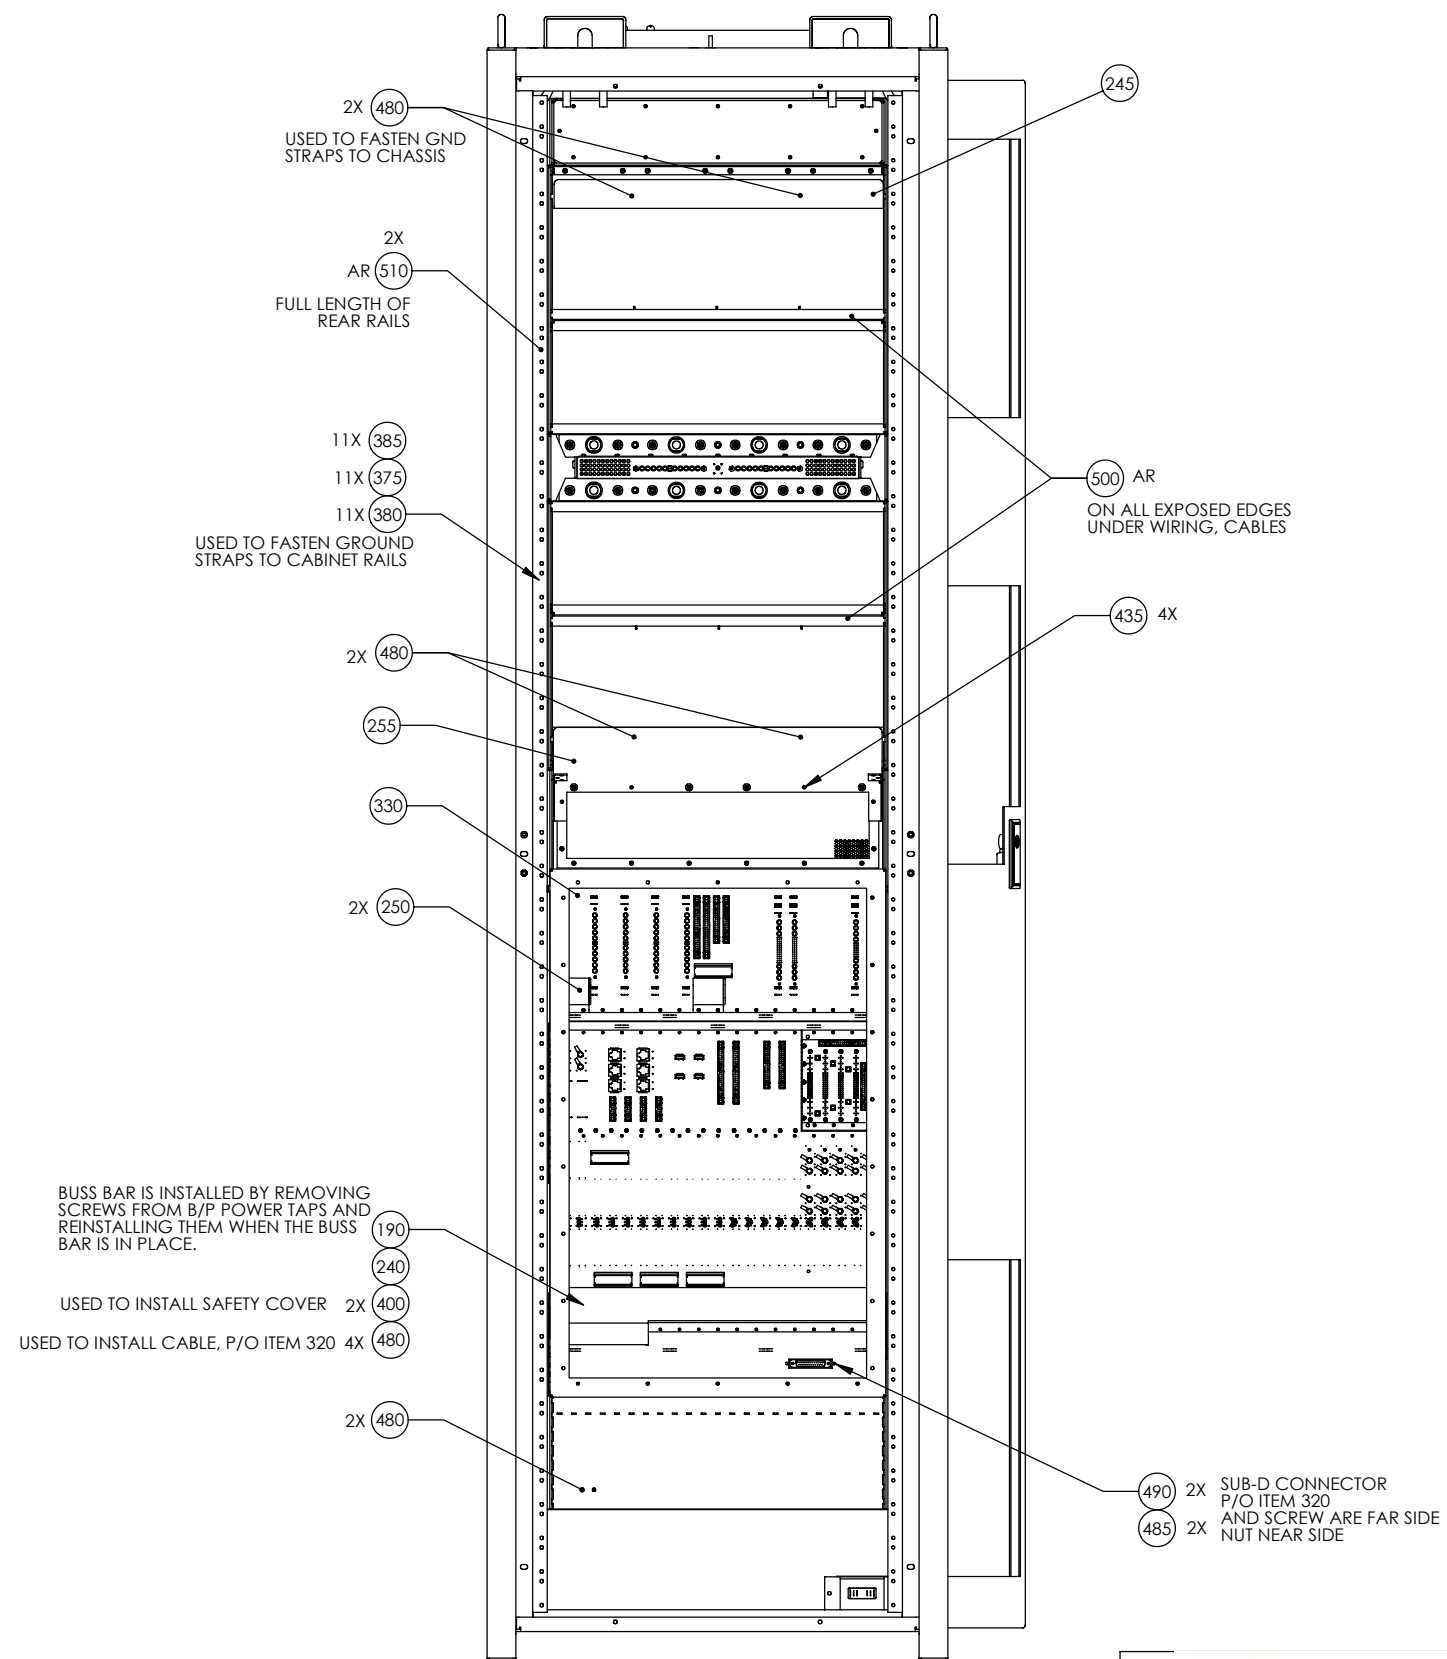 2X 480
USED TO FASTEN GND
STRAPS TO CHASSIS
245
2X
AR 510
FULL LENGTH OF
REAR RAILS
11X 385
11X 375
11X 380
USED TO FASTEN GROUND
STRAPS TO CABINET RAILS
500 AR
ON ALL EXPOSED EDGES
UNDER WIRING, CABLES
435 4X
2X 480
255
330
2X 250
BUSS BAR IS INSTALLED BY REMOVING
SCREWS FROM B/P POWER TAPS AND
REINSTALLING THEM WHEN THE BUSS
BAR IS IN PLACE.
190
240
USED TO INSTALL SAFETY COVER 2X 400
USED TO INSTALL CABLE, P/O ITEM 320 4X 480
2X 480
490 2X SUB-D CONNECTOR
P/O ITEM 320
485 2X AND SCREW ARE FAR SIDE
NUT NEAR SIDE